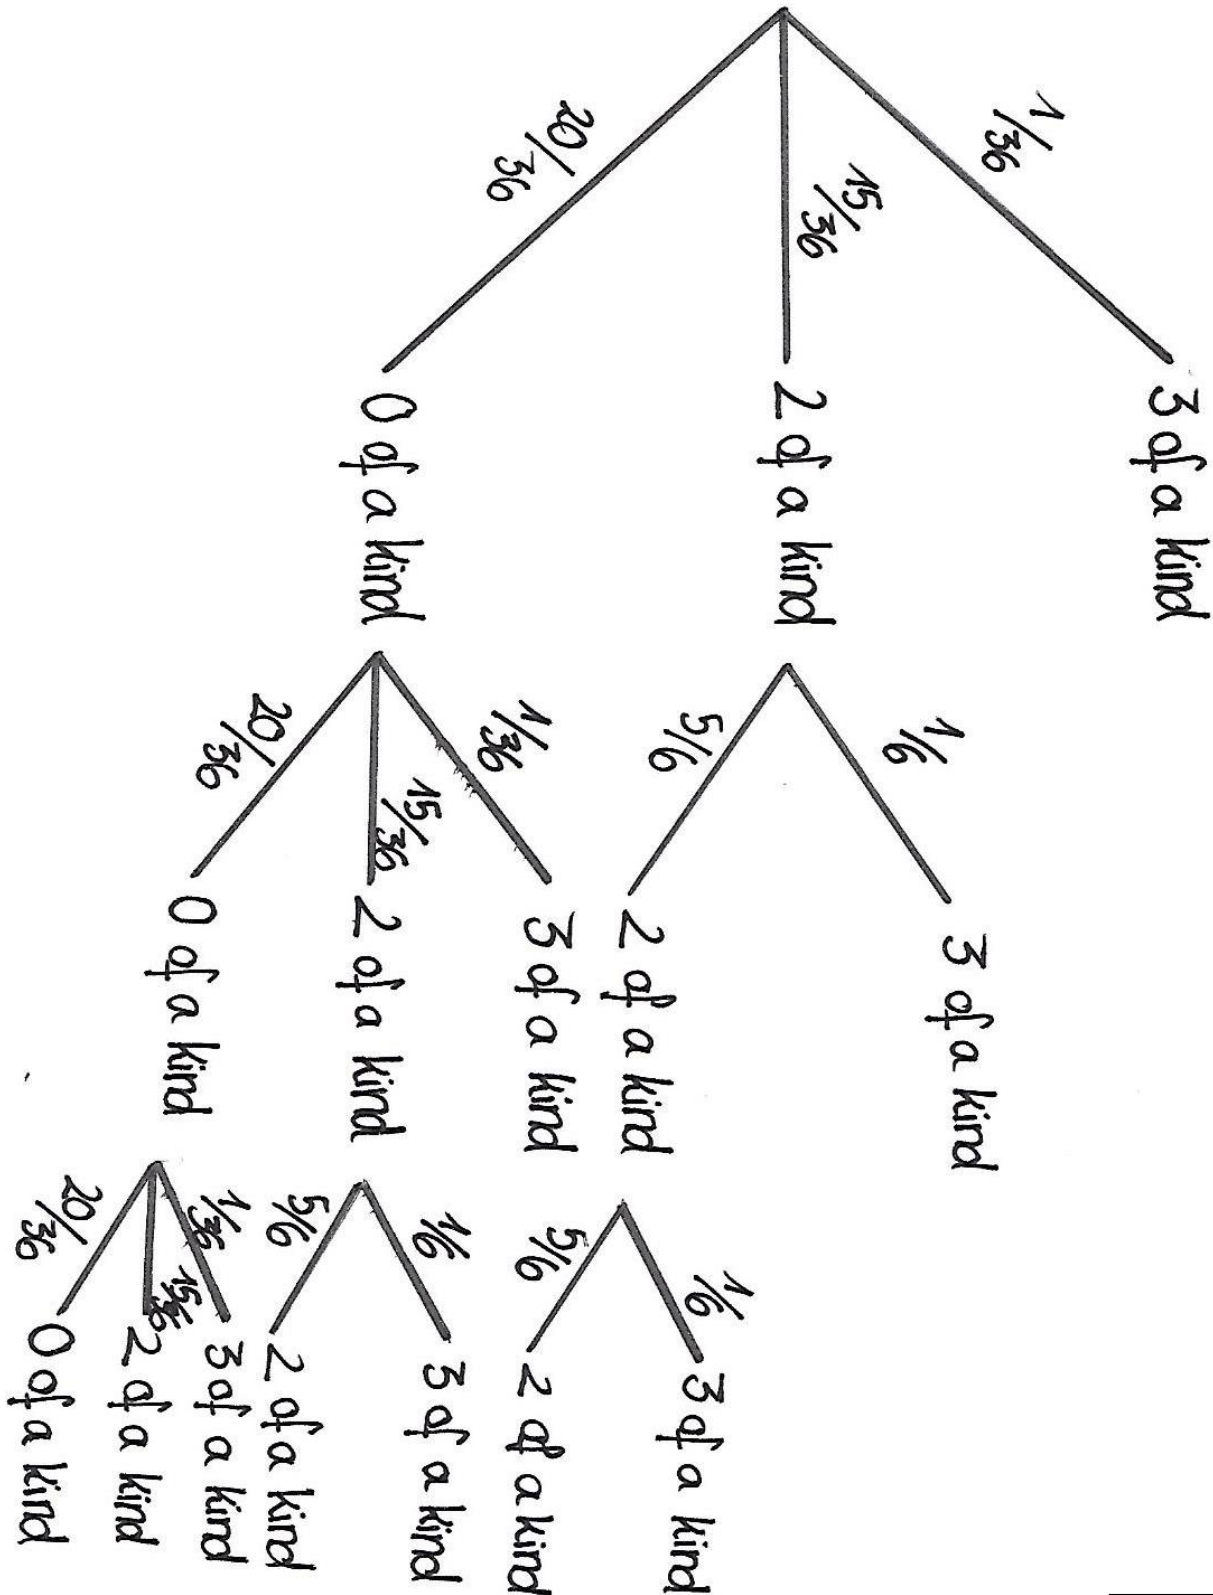 1/36
15/36
20/36
3 of a kind
2 of a kind
0 of a kind
1/6
5/6
1/36
15/36
20/36
3 of a kind
2 of a kind
3 of a kind
2 of a kind
0 of a kind
1/6
5/6
1/6
5/6
1/36
15/36
20/36
3 of a kind
2 of a kind
3 of a kind
2 of a kind
3 of a kind
2 of a kind
0 of a kind